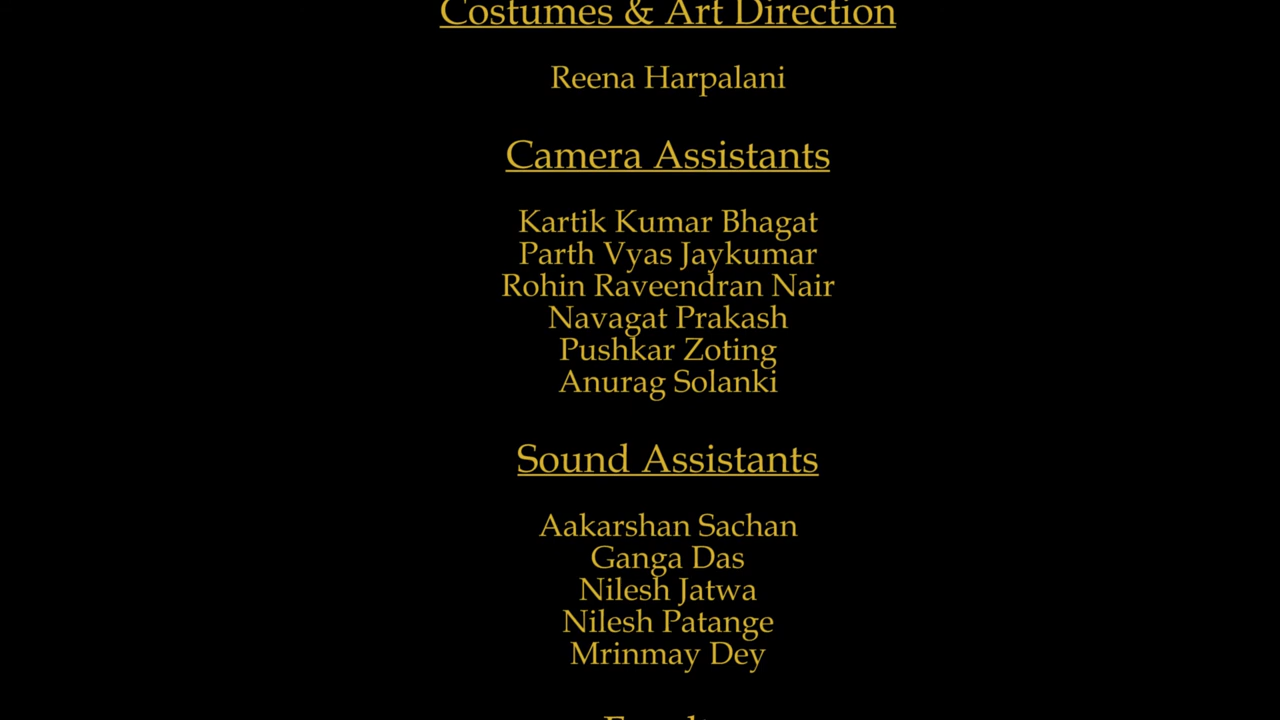 Costumes & Art Direction
Reena Harpalani
Camera Assistants
Kartik Kumar Bhagat
Parth Vyas Jaykumar
Rohin Raveendran Nair
Navagat Prakash
Pushkar Zoting
Anurag Solanki
Sound Assistants
Aakarshan Sachan
Ganga Das
Nilesh Jatwa
Nilesh Patange
Mrinmay Dey